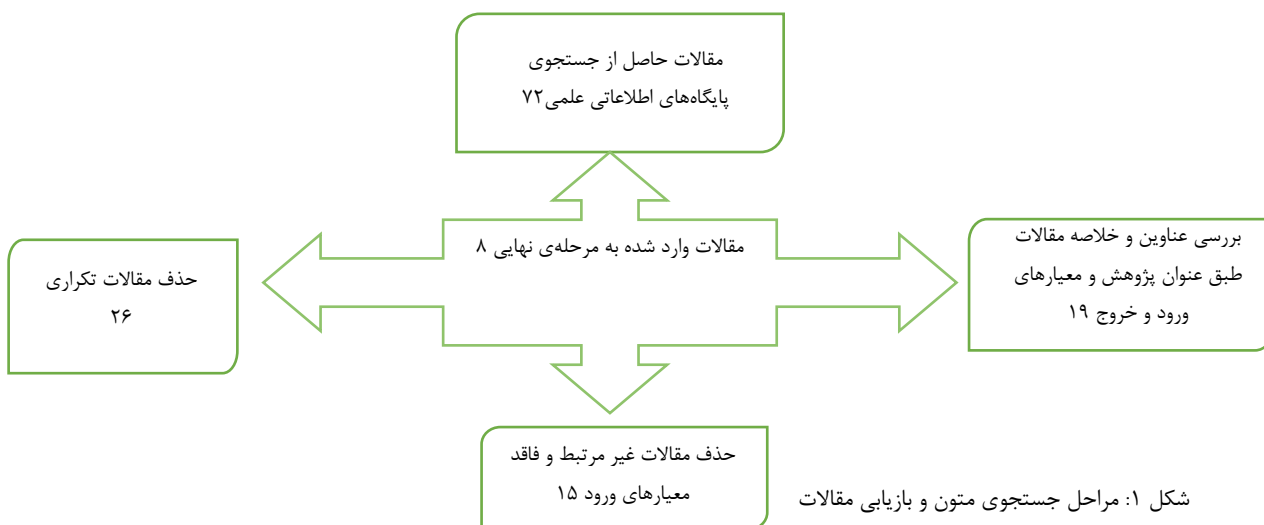 مقالات حاصل از جستجوی
پایگاه‌های اطلاعاتی علمی۷۲
بررسی عناوین و خلاصه مقالات
طبق عنوان پژوهش و معیارهای
ورود و خروج ۱۹
مقالات وارد شده به مرحله‌ی نهایی ۸
حذف مقالات تکراری
۲۶
حذف مقالات غیر مرتبط و فاقد
معیارهای ورود ۱۵
شکل ۱: مراحل جستجوی متون و بازیابی مقالات